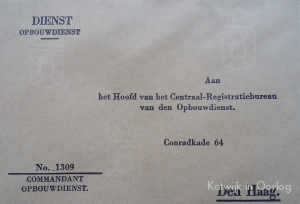 DIENST
OPBOUWDIENST
Aan
het Hoofd van het Centraal-Registratiebureau
van den Opbouwdienst.
Conradkade 64
No. 1309
COMMANDANT
OPBOUWDIENST.
Den Haag.
Katwijk in Oorlog